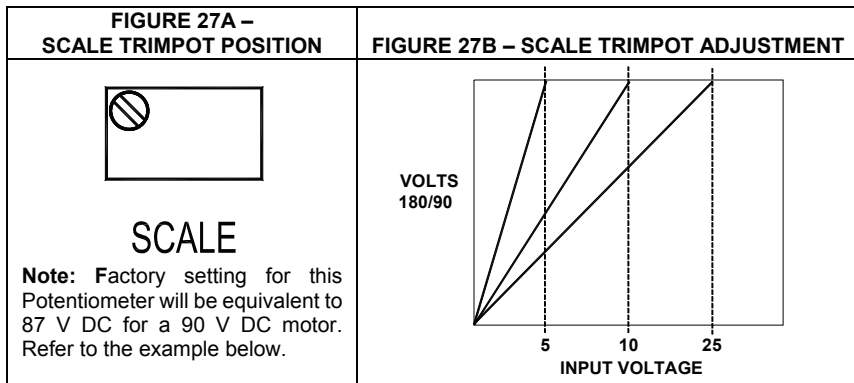 FIGURE 27A –
SCALE TRIMPOT POSITION
FIGURE 27B – SCALE TRIMPOT ADJUSTMENT
SCALE
Note: Factory setting for this
Potentiometer will be equivalent to
87 V DC for a 90 V DC motor.
Refer to the example below.
VOLTS
180/90
5 10 25
INPUT VOLTAGE